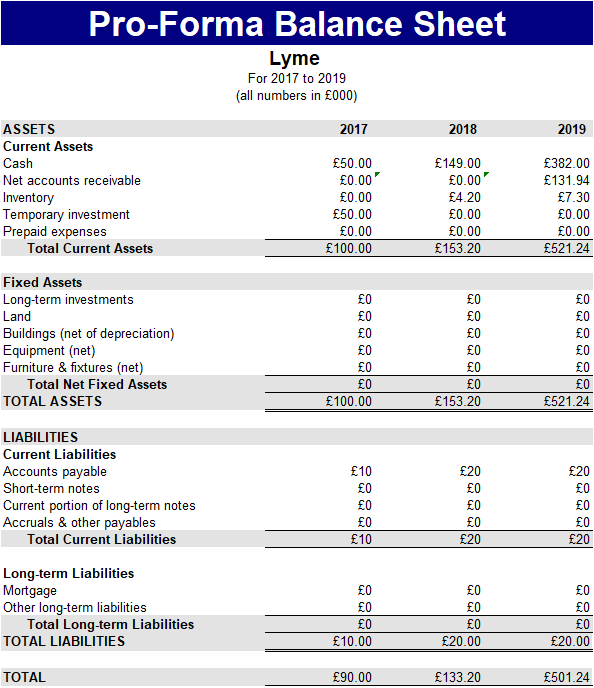 Pro-Forma Balance Sheet
Lyme
For 2017 to 2019
(all numbers in £000)
ASSETS 2017 2018 2019
Current Assets
Cash £50.00 £149.00 £382.00
Net accounts receivable £0.00 £0.00 £131.94
Inventory £0.00 £4.20 £7.30
Temporary investment £50.00 £0.00 £0.00
Prepaid expenses £0.00 £0.00 £0.00
Total Current Assets £100.00 £153.20 £521.24
Fixed Assets
Long-term investments £0 £0 £0
Land £0 £0 £0
Buildings (net of depreciation) £0 £0 £0
Equipment (net) £0 £0 £0
Furniture & fixtures (net) £0 £0 £0
Total Net Fixed Assets £0 £0 £0
TOTAL ASSETS £100.00 £153.20 £521.24
LIABILITIES
Current Liabilities
Accounts payable £10 £20 £20
Short-term notes £0 £0 £0
Current portion of long-term notes £0 £0 £0
Accruals & other payables £0 £0 £0
Total Current Liabilities £10 £20 £20
Long-term Liabilities
Mortgage £0 £0 £0
Other long-term liabilities £0 £0 £0
Total Long-term Liabilities £0 £0 £0
TOTAL LIABILITIES £10.00 £20.00 £20.00
TOTAL £90.00 £133.20 £501.24